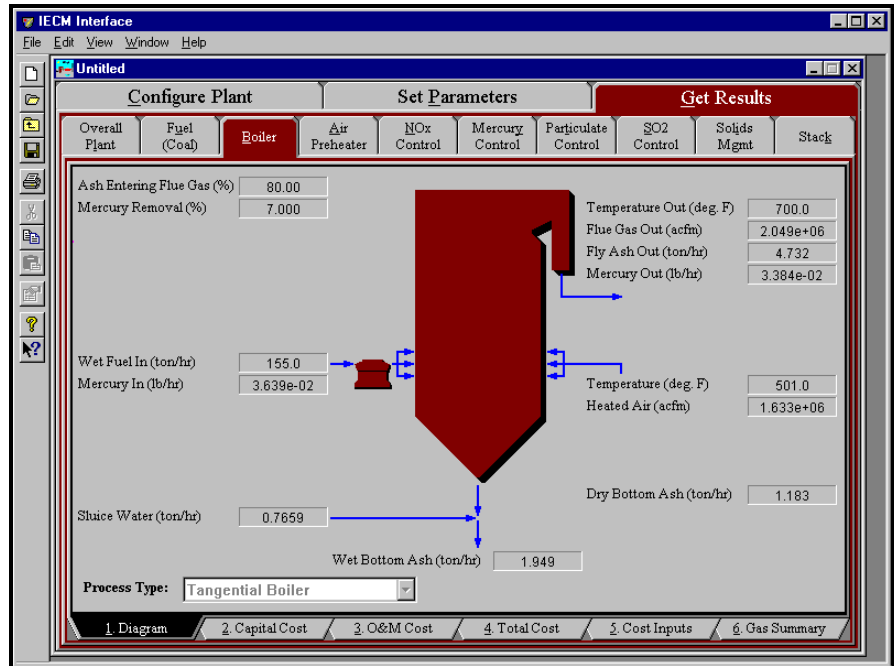 IECM Interface
File Edit View Window Help
Untitled
Configure Plant Set Parameters Get Results
Overall Plant Fuel (Coal) Boiler Air Preheater NOx Control Mercury Control Particulate Control SO2 Control Solids Mgmt Stack
Ash Entering Flue Gas (%) 80.00
Mercury Removal (%) 7.000
Temperature Out (deg. F) 700.0
Flue Gas Out (acfm) 2.049e+06
Fly Ash Out (ton/hr) 4.732
Mercury Out (lb/hr) 3.384e-02
Wet Fuel In (ton/hr) 155.0
Mercury In (lb/hr) 3.639e-02
Temperature (deg. F) 501.0
Heated Air (acfm) 1.633e+06
Dry Bottom Ash (ton/hr) 1.183
Sluice Water (ton/hr) 0.7659
Wet Bottom Ash (ton/hr) 1.949
Process Type: Tangential Boiler
1. Diagram 2. Capital Cost 3. O&M Cost 4. Total Cost 5. Cost Inputs 6. Gas Summary